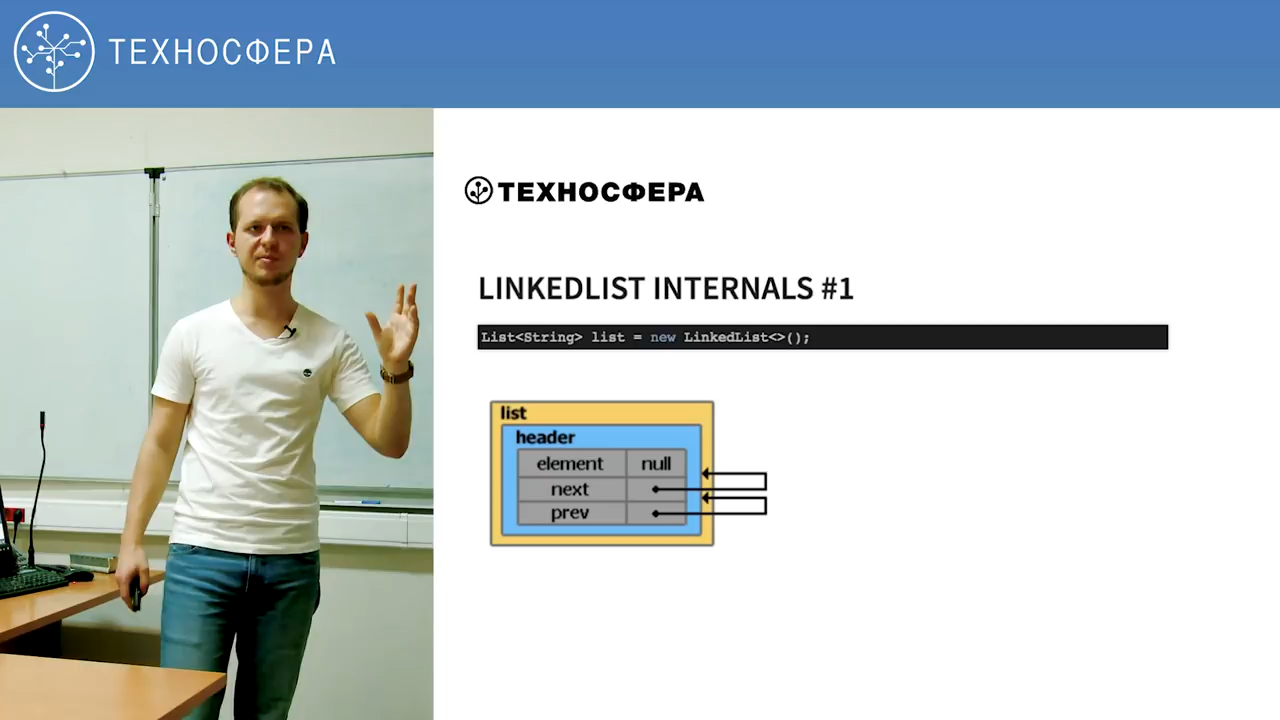 ТЕХНОСФЕРА
ТЕХНОСФЕРА
LINKEDLIST INTERNALS #1
List<String> list = new LinkedList<>();
list
header
element null
next
prev